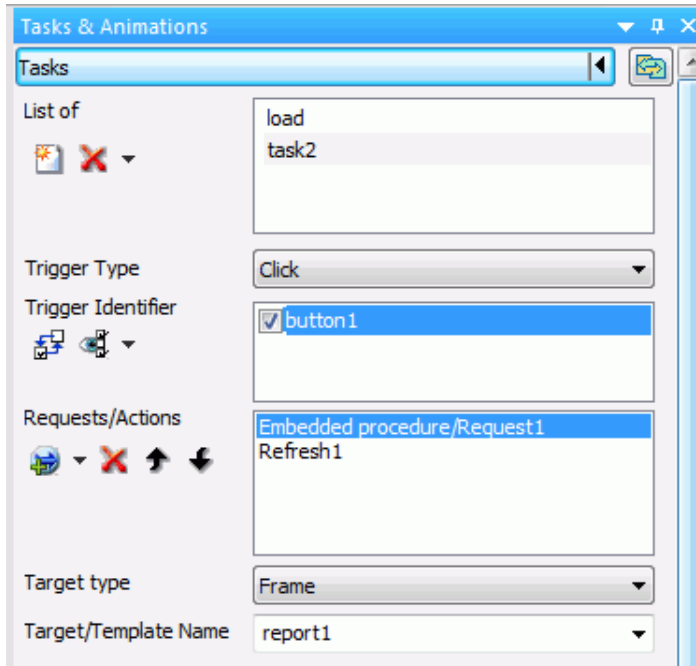 Tasks & Animations
Tasks
List of
load
task2
Trigger Type
Click
Trigger Identifier
button1
Requests/Actions
Embedded procedure/Request1
Refresh1
Target type
Frame
Target/Template Name
report1